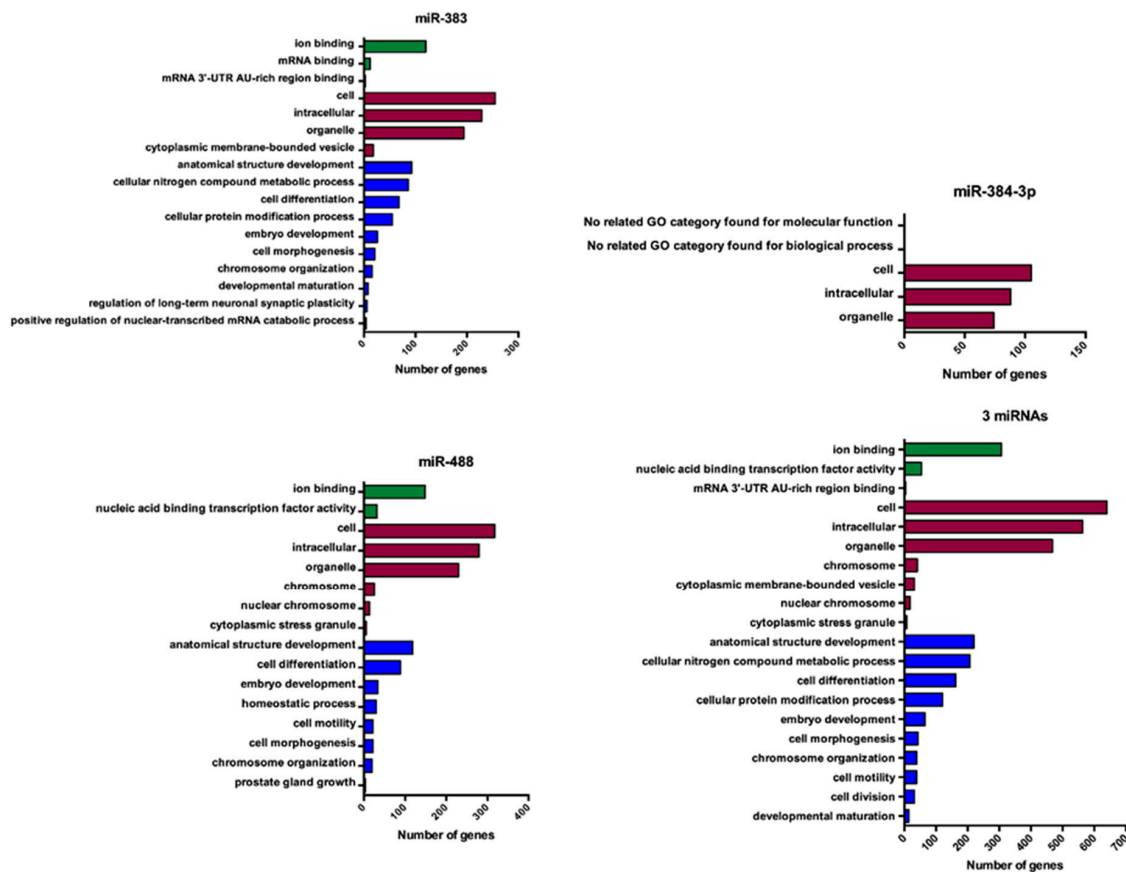 miR-383
ion binding
mRNA binding
mRNA 3'-UTR AU-rich region binding
cell
intracellular
organelle
cytoplasmic membrane-bounded vesicle
anatomical structure development
cellular nitrogen compound metabolic process
cell differentiation
cellular protein modification process
embryo development
cell morphogenesis
chromosome organization
developmental maturation
regulation of long-term neuronal synaptic plasticity
positive regulation of nuclear-transcribed mRNA catabolic process
0 100 200 300
Number of genes
miR-384-3p
No related GO category found for molecular function
No related GO category found for biological process
cell
intracellular
organelle
0 50 100 150
Number of genes
miR-488
ion binding
nucleic acid binding transcription factor activity
cell
intracellular
organelle
chromosome
nuclear chromosome
cytoplasmic stress granule
anatomical structure development
cell differentiation
embryo development
homeostatic process
cell motility
cell morphogenesis
chromosome organization
prostate gland growth
0 100 200 300 400
Number of genes
3 miRNAs
ion binding
nucleic acid binding transcription factor activity
mRNA 3'-UTR AU-rich region binding
cell
intracellular
organelle
chromosome
cytoplasmic membrane-bounded vesicle
nuclear chromosome
cytoplasmic stress granule
anatomical structure development
cellular nitrogen compound metabolic process
cell differentiation
cellular protein modification process
embryo development
cell morphogenesis
chromosome organization
cell motility
cell division
developmental maturation
0 100 200 300 400 500 600 700
Number of genes